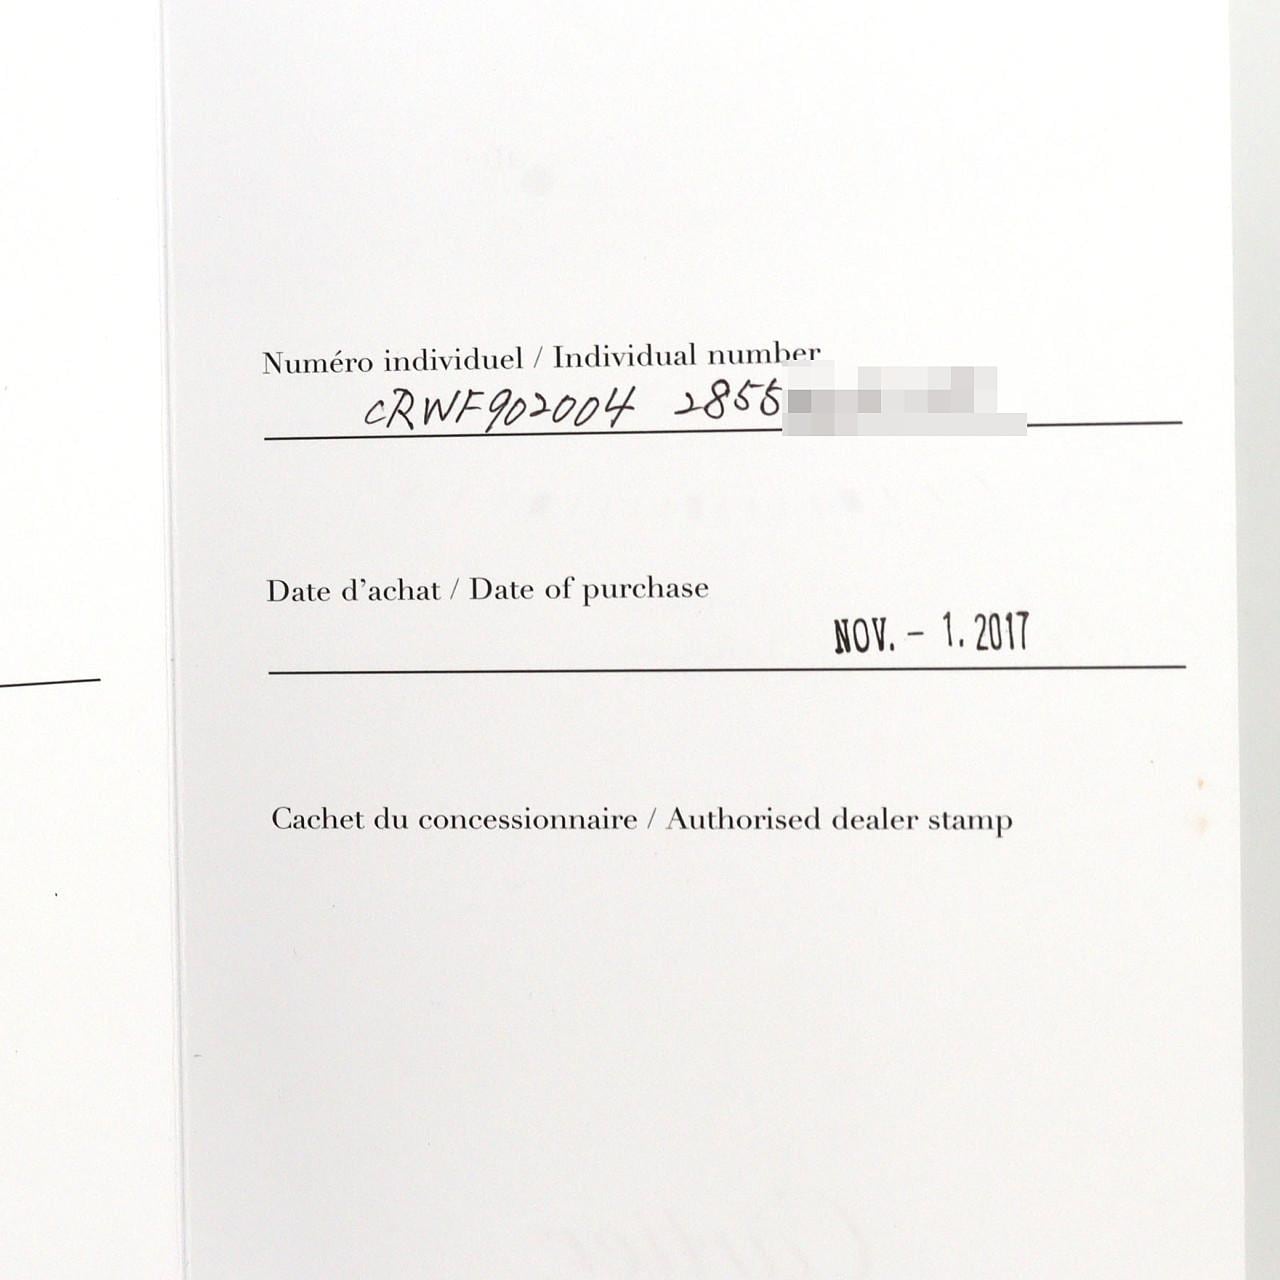 Numéro individuel / Individual number
CRWF902004 2855
Date d'achat / Date of purchase
NOV. - 1. 2017
Cachet du concessionnaire / Authorised dealer stamp